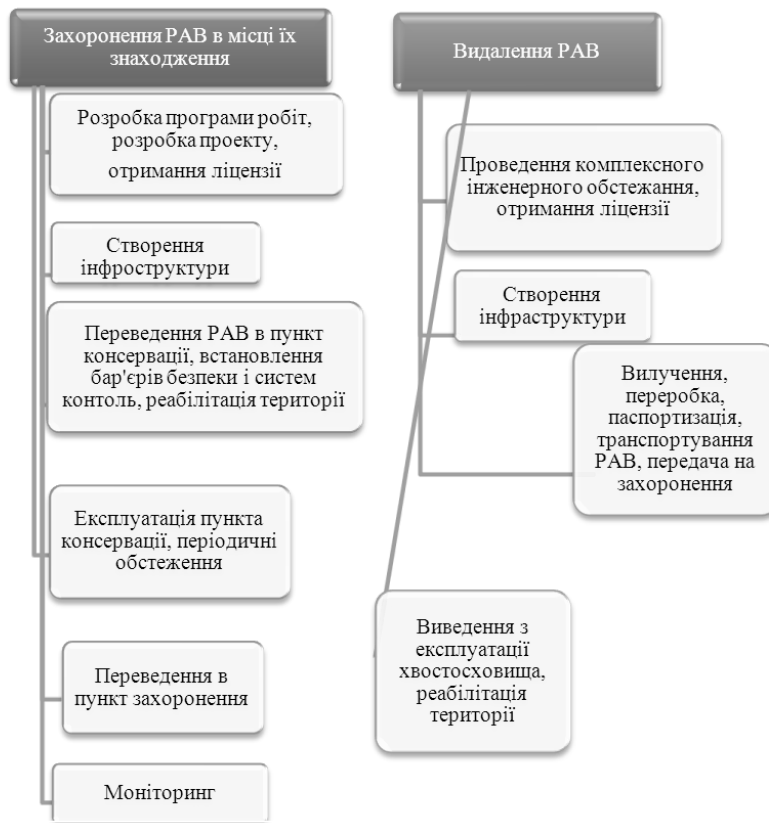 Захоронення РАВ в місці їх
знаходження
Розробка програми робіт,
розробка проекту,
отримання ліцензії
Створення
інфроструктури
Переведення РАВ в пункт
консервації, встановлення
бар'єрів безпеки і систем
контоль, реабілітація території
Експлуатація пункта
консервації, періодичні
обстеження
Переведення в
пункт захоронення
Моніторинг
Видалення РАВ
Проведення комплексного
інженерного обстежання,
отримання ліцензії
Створення
інфраструктури
Вилучення,
переробка,
паспортизація,
транспортування
РАВ, передача на
захоронення
Виведення з
експлуатації
хвостосховища,
реабілітація
території